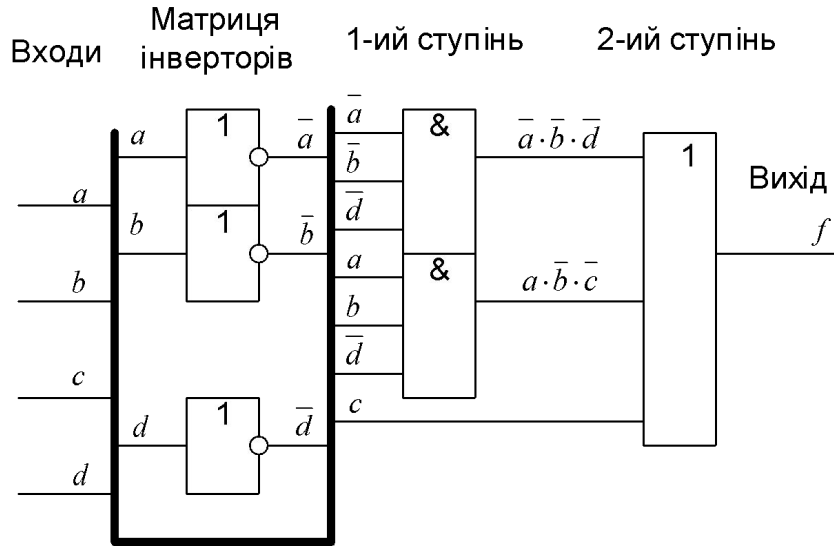 Входи
Матриця
інверторів
1-ий ступінь
2-ий ступінь
a
b
c
d
a
b
d
1
1
1
a̅
b̅
d̅
a̅
b̅
d̅
a
b
d̅
c
&
&
a̅·b̅·d̅
a·b̅·c̅
1
Вихід
f